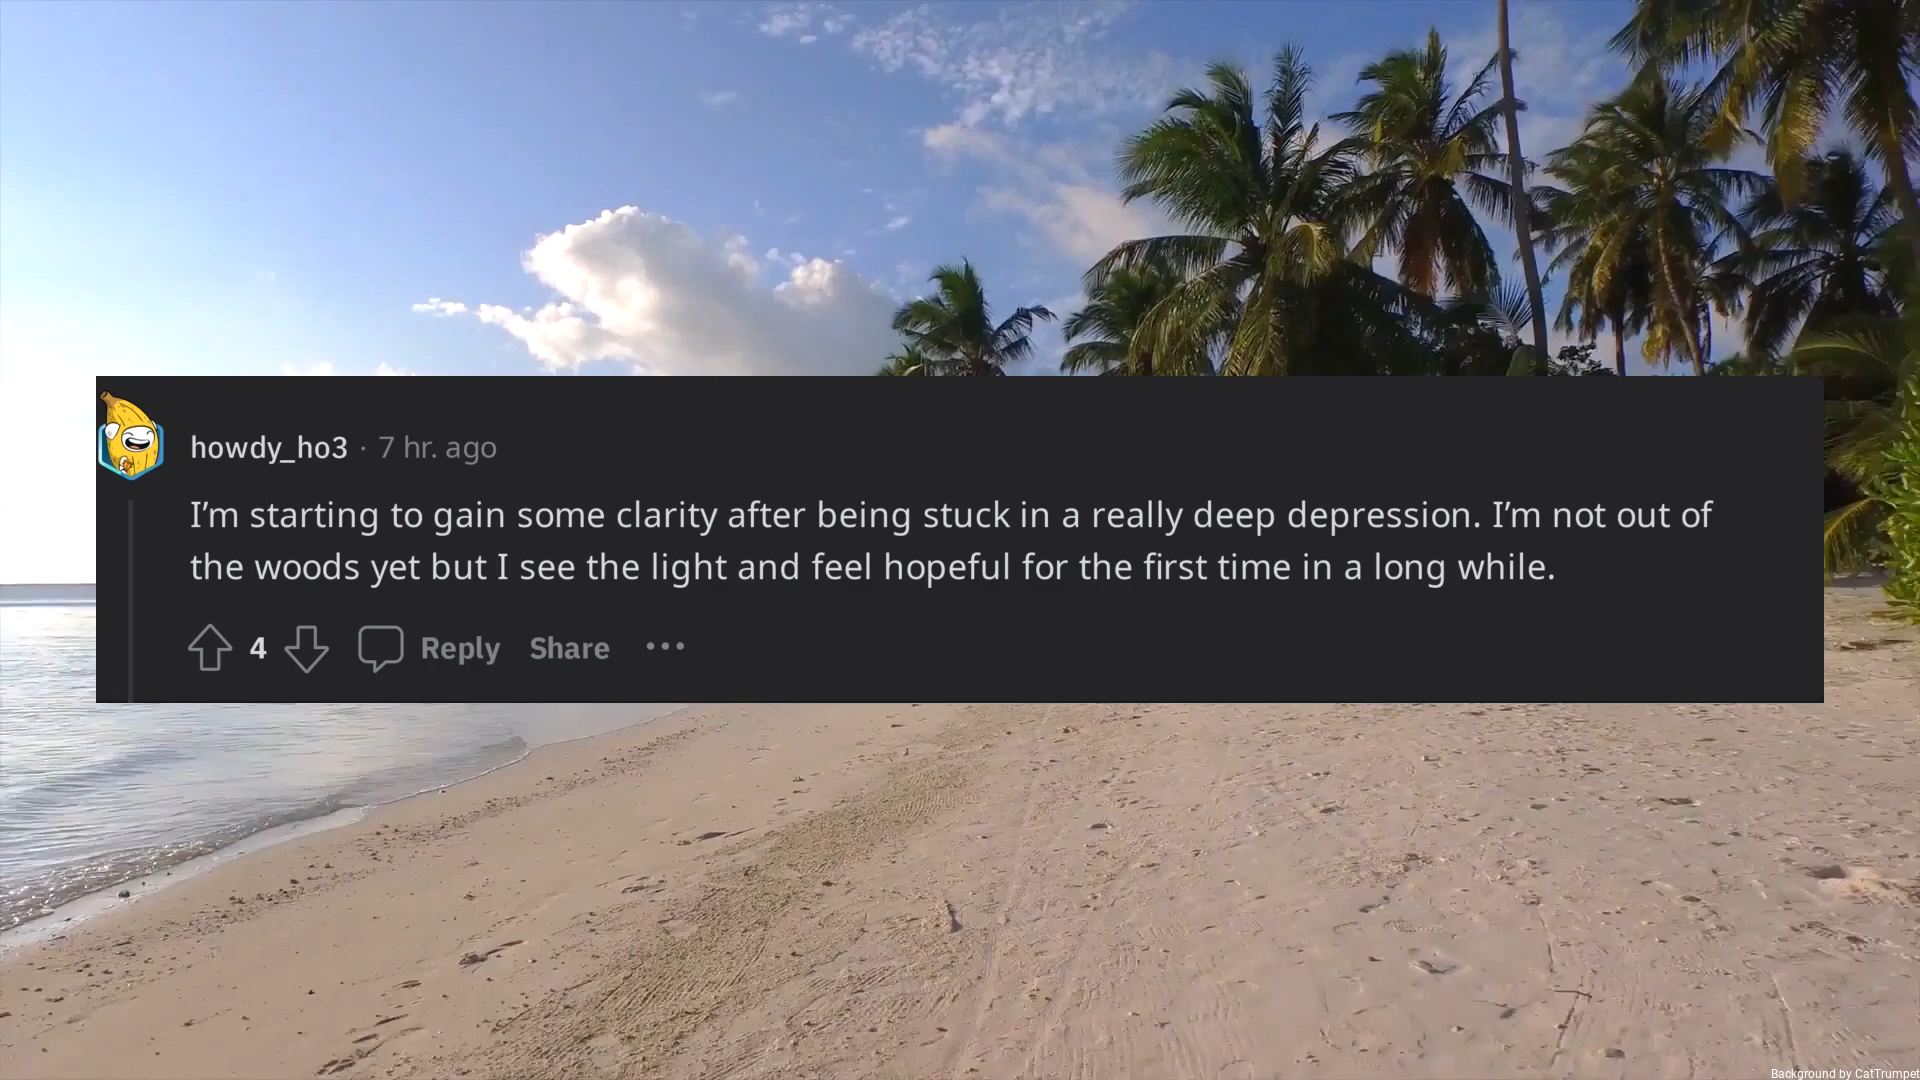 howdy_ho3 · 7 hr. ago
I’m starting to gain some clarity after being stuck in a really deep depression. I’m not out of
the woods yet but I see the light and feel hopeful for the first time in a long while.
4 Reply Share •••
Background by CatTrumpet